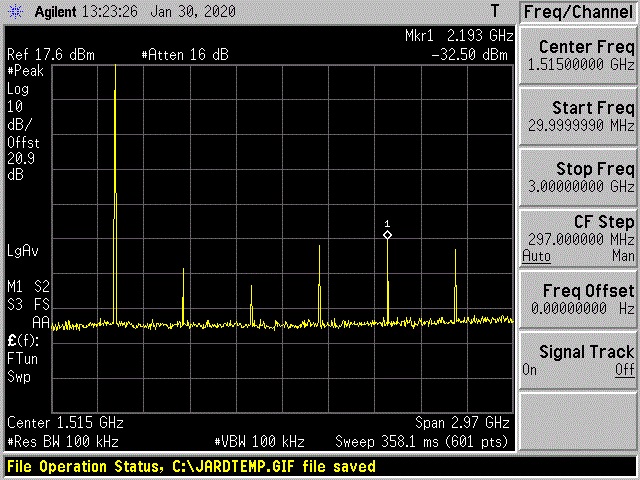 Agilent 13:23:26 Jan 30, 2020 T Freq/Channel
Mkr1 2.193 GHz
Ref 17.6 dBm #Atten 16 dB -32.50 dBm
#Peak
Log
10
dB/
Offst
20.9
dB
1
LgAv
M1 S2
S3 FS
AA
£(f):
FTun
Swp
Center 1.515 GHz Span 2.97 GHz
#Res BW 100 kHz #VBW 100 kHz Sweep 358.1 ms (601 pts)
File Operation Status, C:\JARDTEMP.GIF file saved
Center Freq
1.51500000 GHz
Start Freq
29.9999990 MHz
Stop Freq
3.00000000 GHz
CF Step
297.000000 MHz
Auto Man
Freq Offset
0.00000000 Hz
Signal Track
On Off